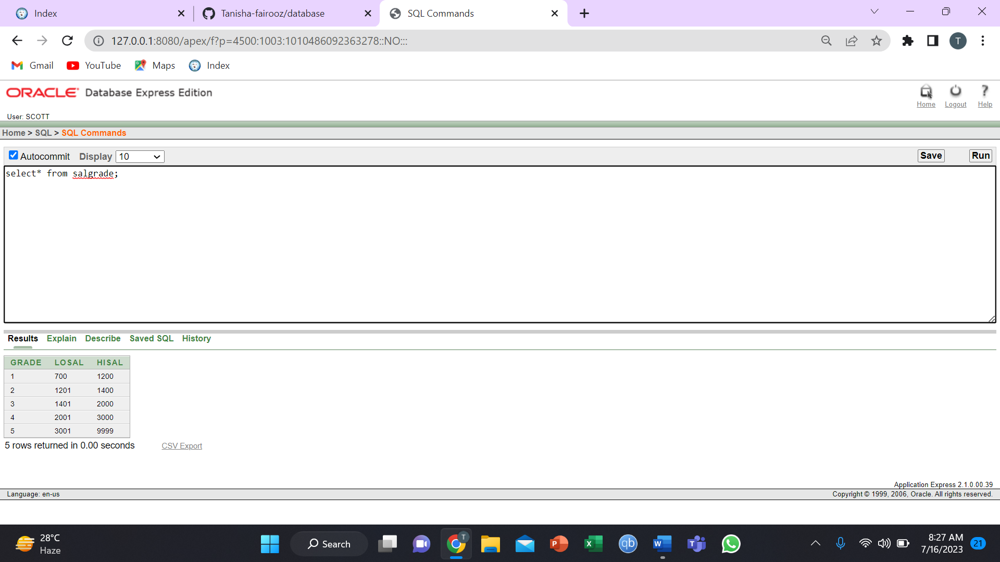 Index
Tanisha-fairooz/database
SQL Commands
127.0.0.1:8080/apex/f?p=4500:1003:1010486092363278::NO:::
T
Gmail
YouTube
Maps
Index
ORACLE Database Express Edition
Home
Logout
Help
User: SCOTT
Home > SQL > SQL Commands
Autocommit Display 10
Save
Run
select* from salgrade;
Results Explain Describe Saved SQL History
GRADE LOSAL HISAL
1 700 1200
2 1201 1400
3 1401 2000
4 2001 3000
5 3001 9999
5 rows returned in 0.00 seconds
CSV Export
Application Express 2.1.0.00.39
Language: en-us
Copyright © 1999, 2006, Oracle. All rights reserved.
28°C
Haze
Search
T
P
X
qb
W
T
8:27 AM
7/16/2023
21